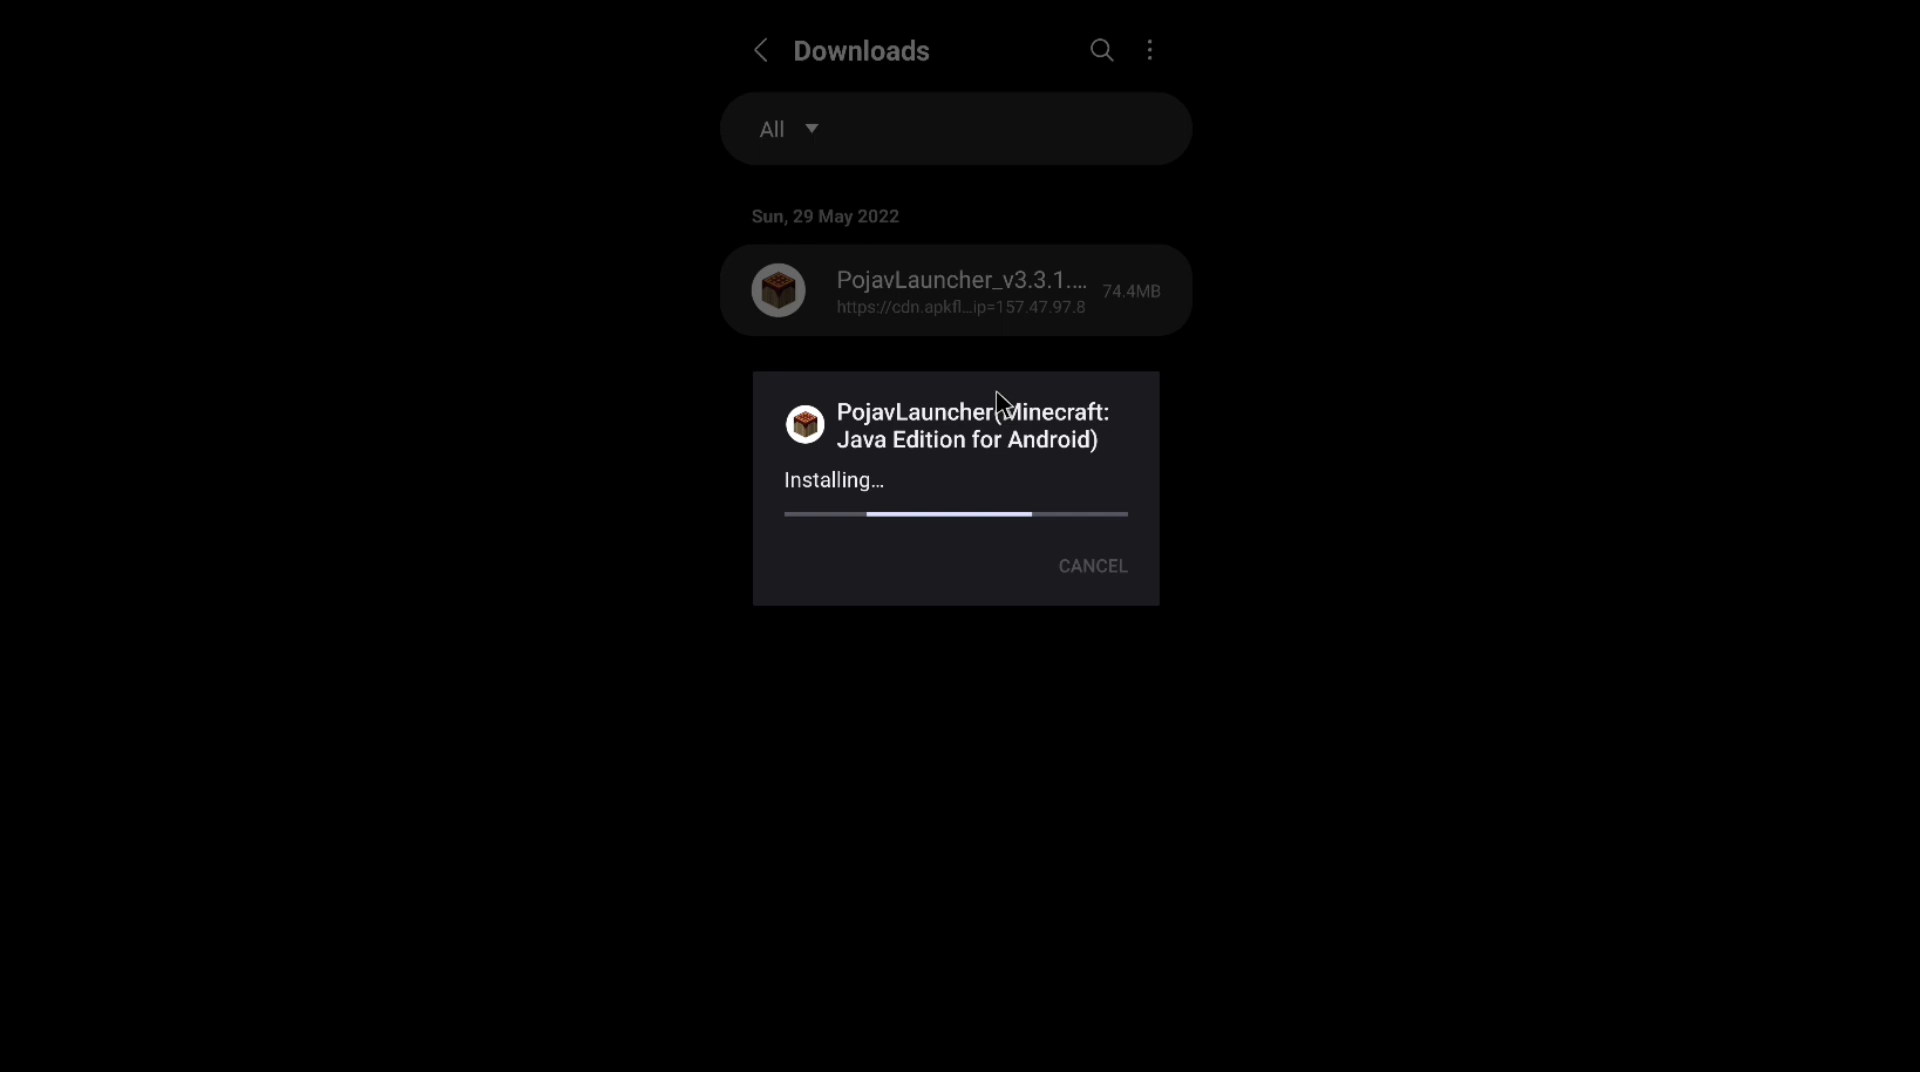 Downloads
All
Sun, 29 May 2022
PojavLauncher_v3.3.1....
74.4MB
https://cdn.apkfl...ip=157.47.97.8
PojavLauncher(Minecraft:
Java Edition for Android)
Installing...
CANCEL